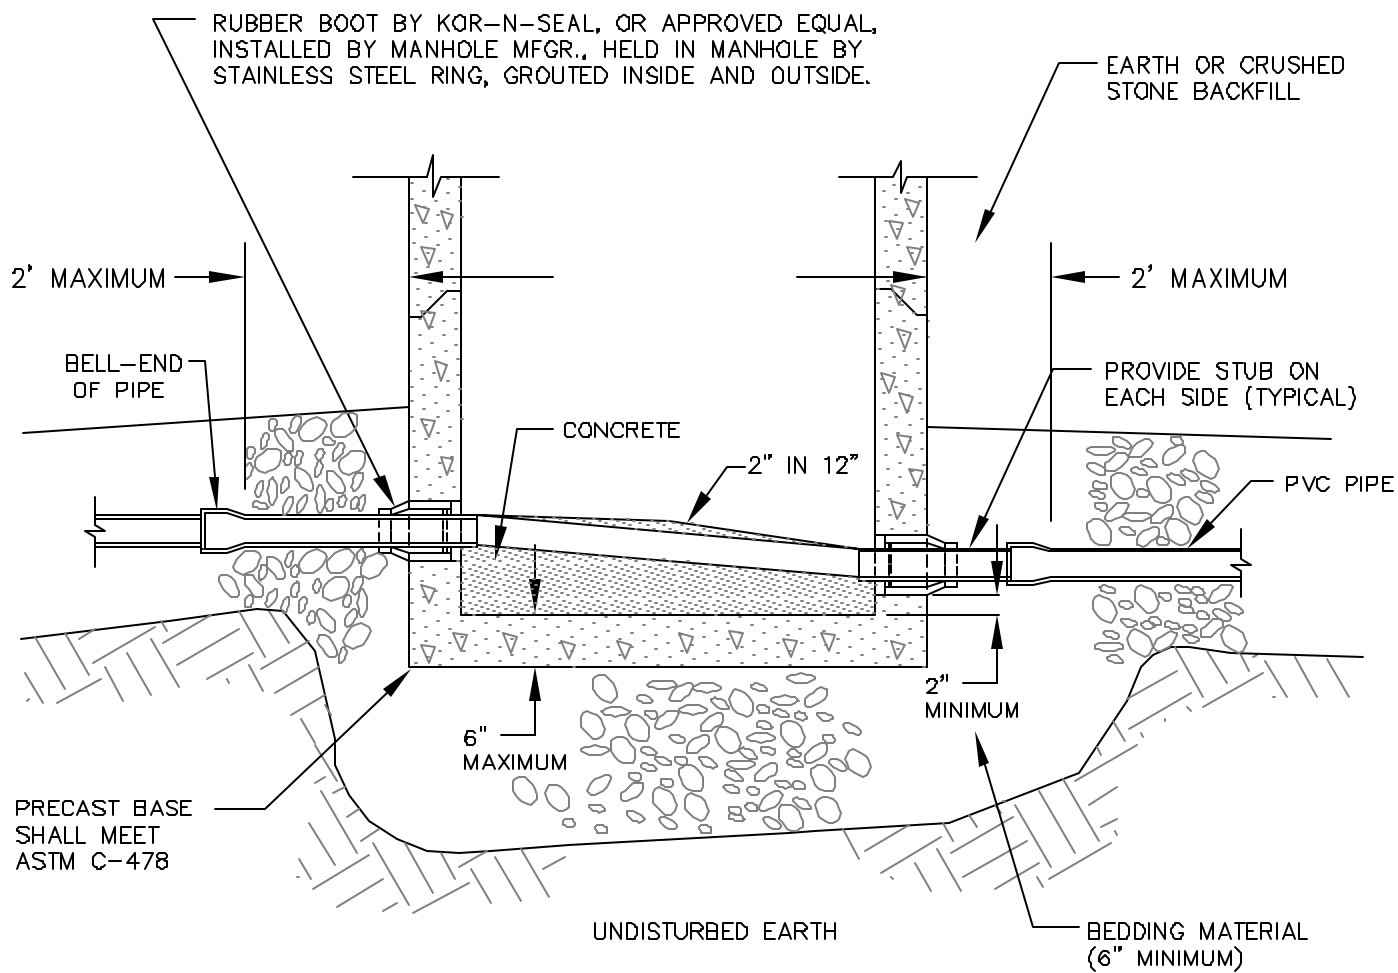 RUBBER BOOT BY KOR-N-SEAL, OR APPROVED EQUAL,
INSTALLED BY MANHOLE MFGR., HELD IN MANHOLE BY
STAINLESS STEEL RING, GROUTED INSIDE AND OUTSIDE.
EARTH OR CRUSHED
STONE BACKFILL
2' MAXIMUM
2' MAXIMUM
BELL-END
OF PIPE
PROVIDE STUB ON
EACH SIDE (TYPICAL)
CONCRETE
2" IN 12"
PVC PIPE
2"
MINIMUM
6"
MAXIMUM
PRECAST BASE
SHALL MEET
ASTM C-478
UNDISTURBED EARTH
BEDDING MATERIAL
(6" MINIMUM)